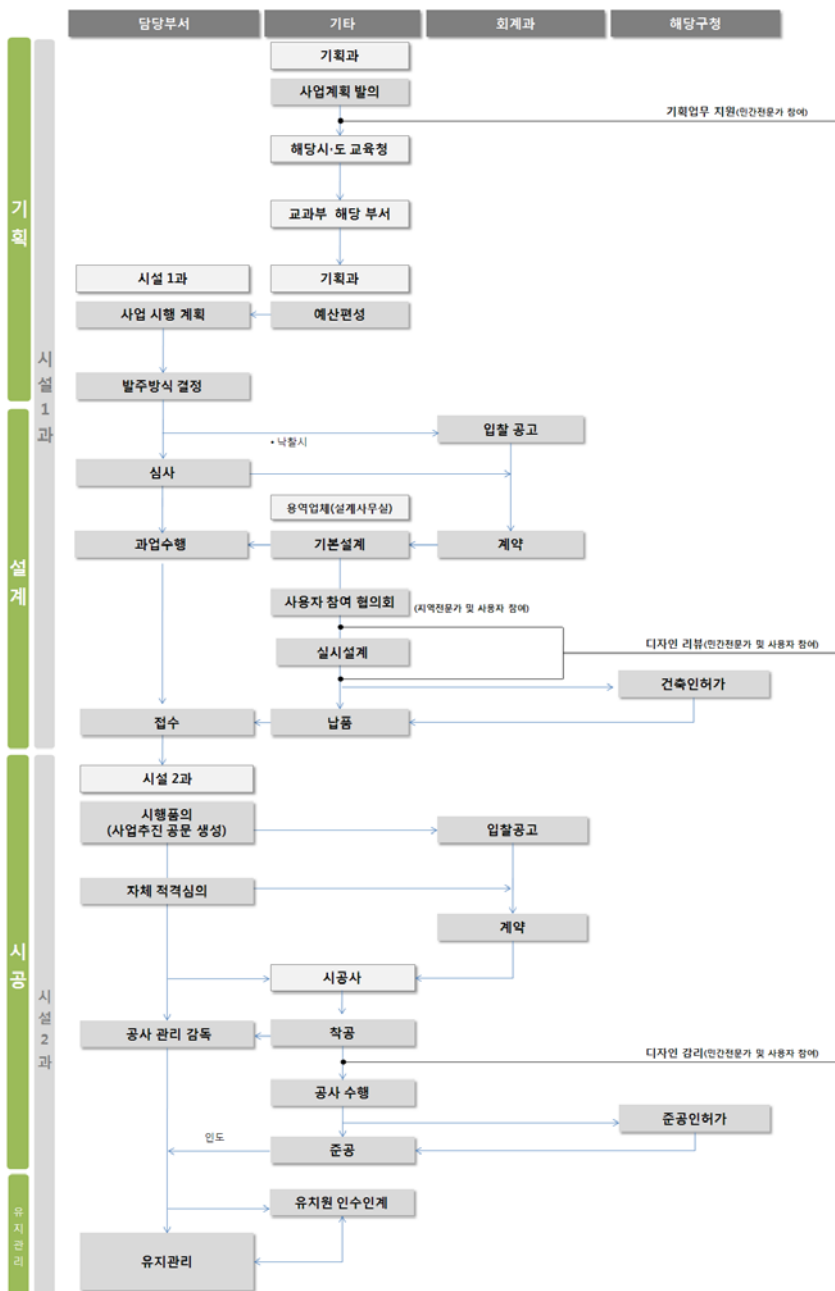 담당부서 기타 회계과 해당구청
기획과
사업계획 발의
기획업무 지원(민간전문가 참여)
해당시·도 교육청
기획
교과부 해당 부서
시설 1과 기획과
사업 시행 계획 예산편성
시설1과
발주방식 결정
입찰 공고
• 낙찰시
심사
용역업체(설계사무실)
설계
과업수행 기본설계 계약
사용자 참여 협의회 (지역전문가 및 사용자 참여)
디자인 리뷰(민간전문가 및 사용자 참여)
실시설계
건축인허가
접수 납품
시설 2과
시행품의
(사업추진 공문 생성) 입찰공고
자체 적격심의
계약
시공
시공사
시설2과
공사 관리 감독 착공
디자인 감리(민간전문가 및 사용자 참여)
공사 수행
준공인허가
인도
준공
유지관리
유치원 인수인계
유지관리